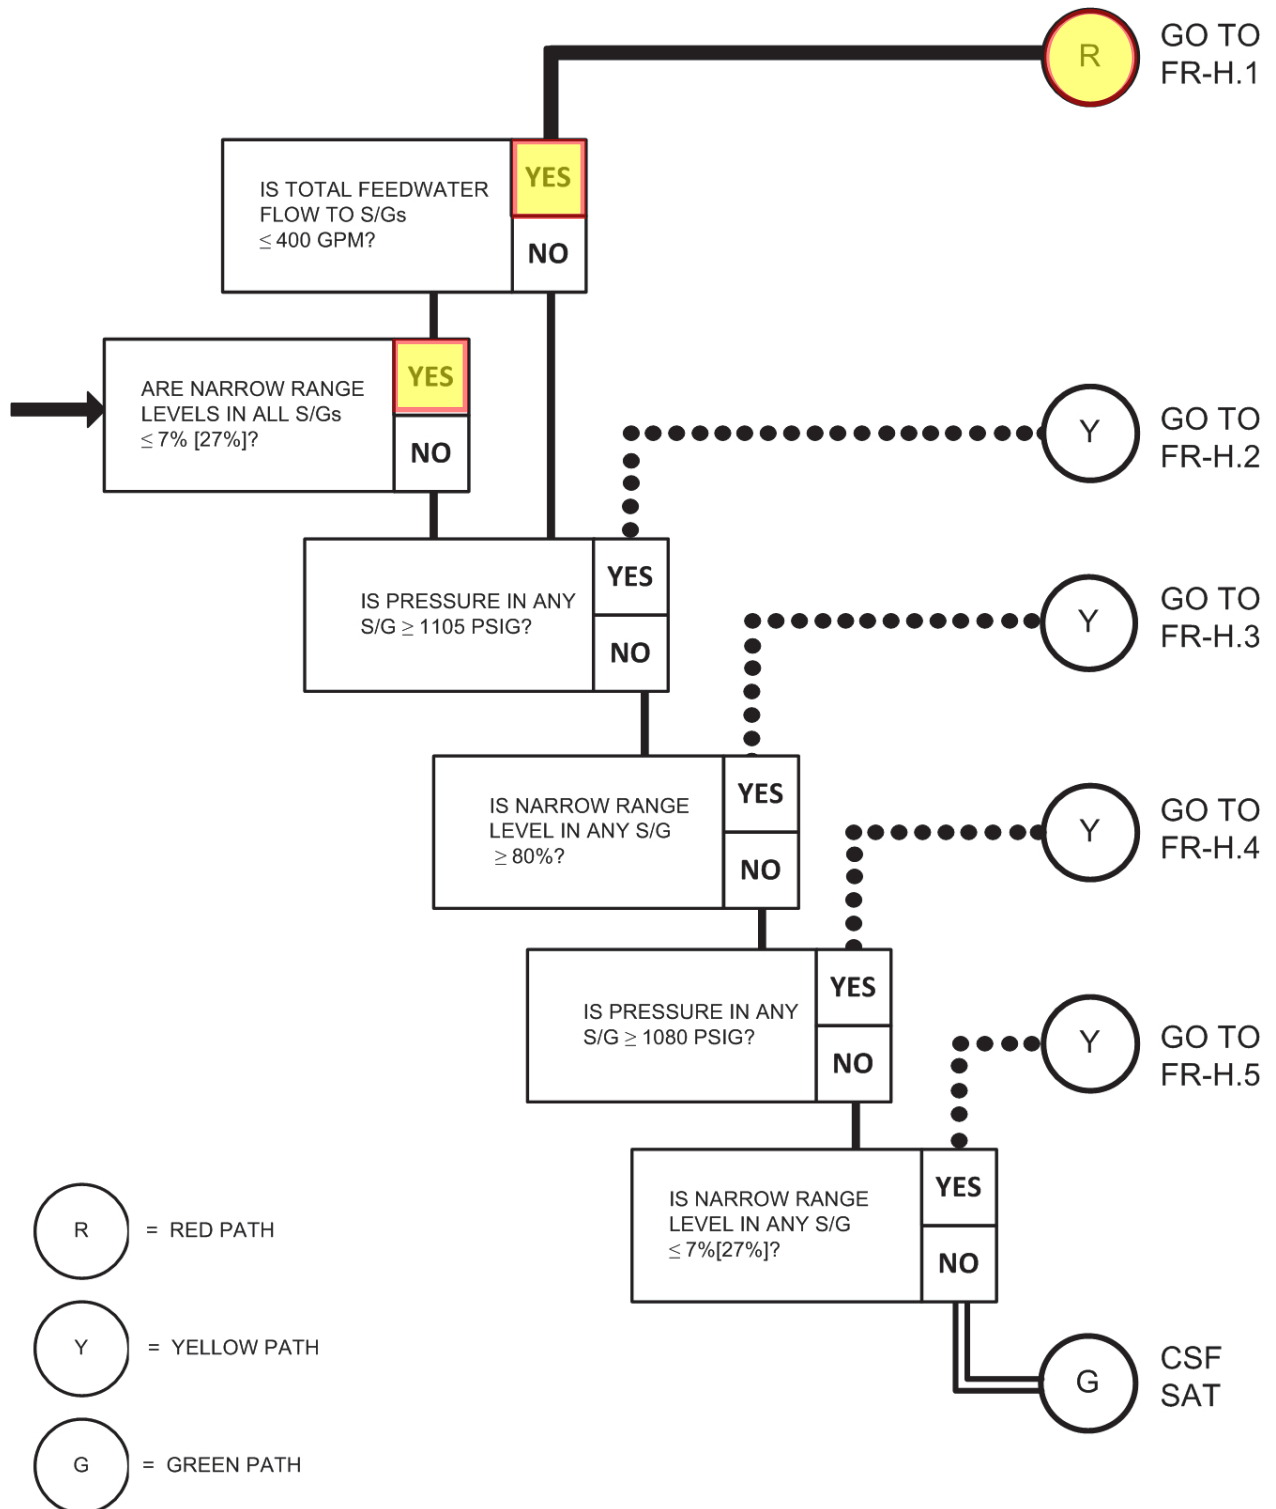 R
GO TO
FR-H.1
IS TOTAL FEEDWATER
FLOW TO S/Gs
≤ 400 GPM?
YES
NO
ARE NARROW RANGE
LEVELS IN ALL S/Gs
≤ 7% [27%]?
YES
NO
Y
GO TO
FR-H.2
IS PRESSURE IN ANY
S/G ≥ 1105 PSIG?
YES
NO
Y
GO TO
FR-H.3
IS NARROW RANGE
LEVEL IN ANY S/G
≥ 80%?
YES
NO
Y
GO TO
FR-H.4
IS PRESSURE IN ANY
S/G ≥ 1080 PSIG?
YES
NO
Y
GO TO
FR-H.5
IS NARROW RANGE
LEVEL IN ANY S/G
≤ 7%[27%]?
YES
NO
G
CSF
SAT
R = RED PATH
Y = YELLOW PATH
G = GREEN PATH